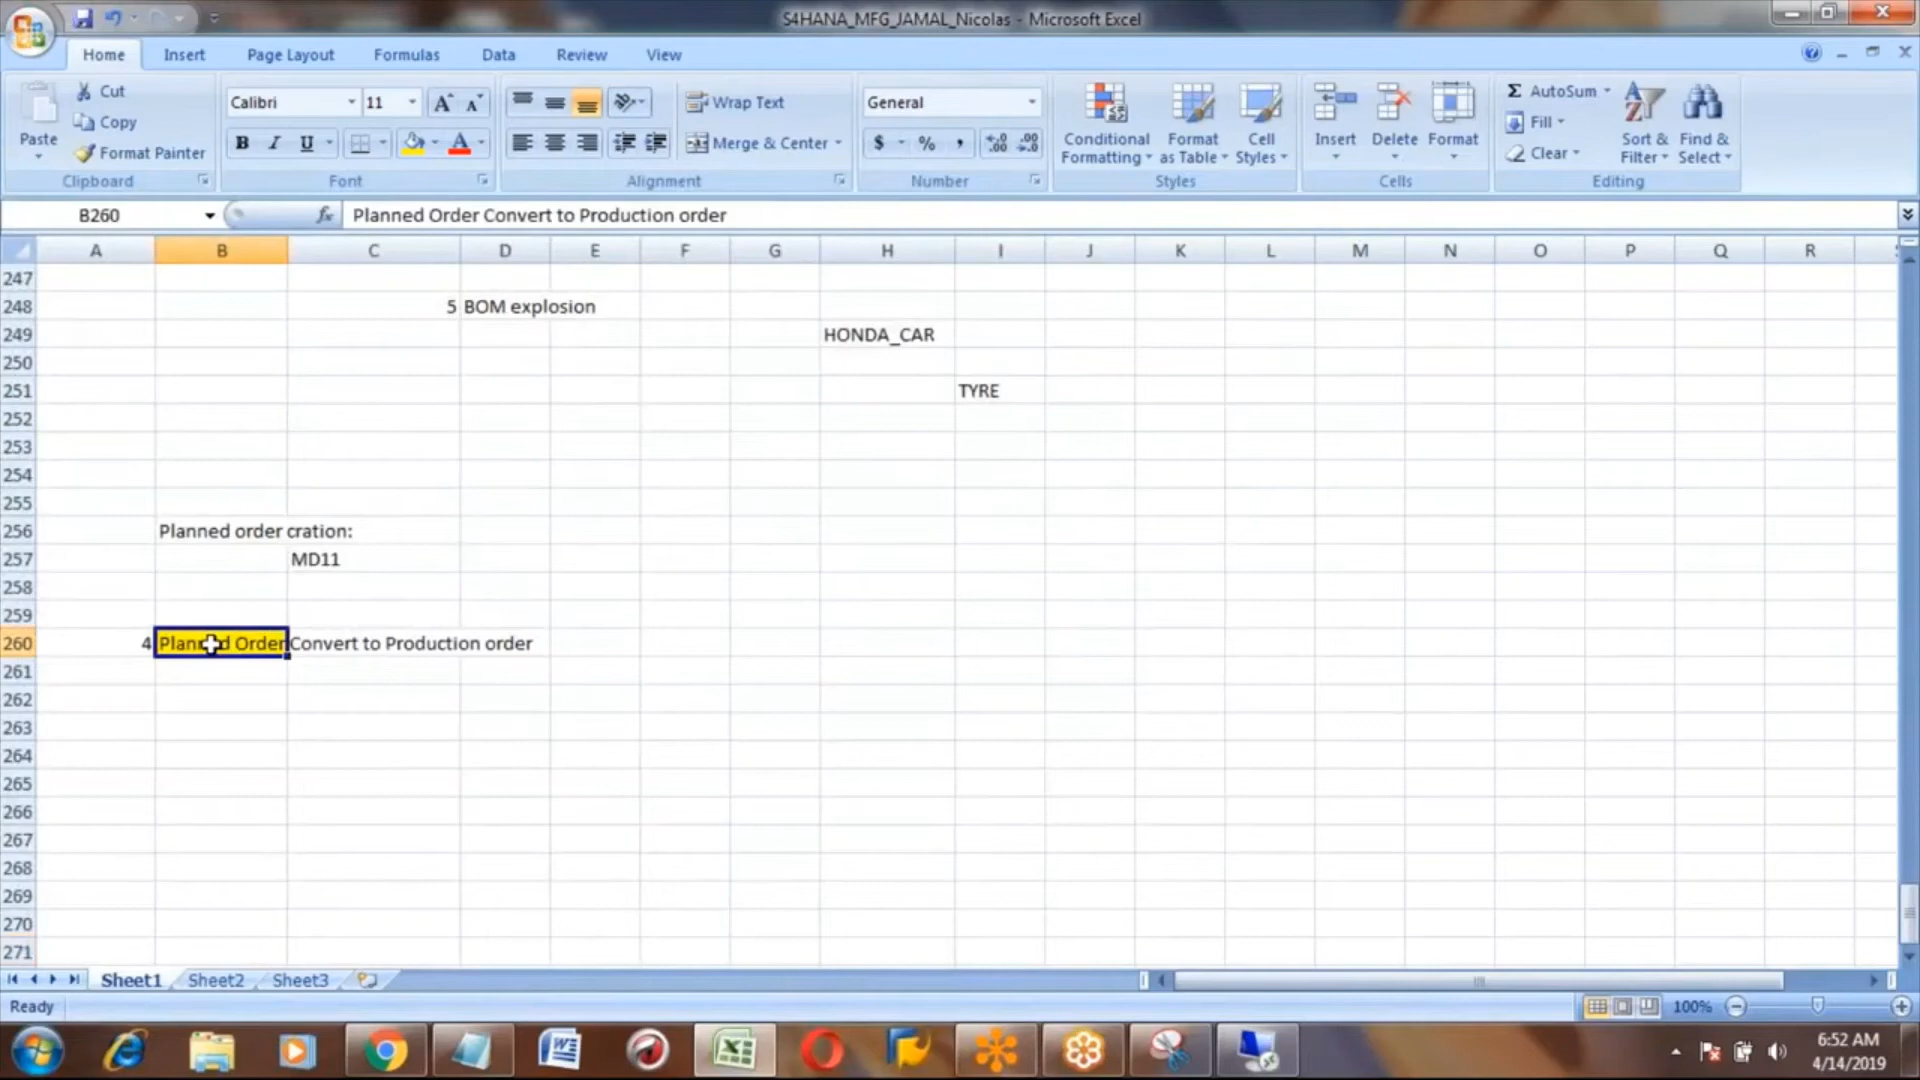 S4HANA_MFG_JAMAL_Nicolas - Microsoft Excel
Home Insert Page Layout Formulas Data Review View
Paste
Cut
Copy
Format Painter
Clipboard
Calibri 11
B I U
Font
Wrap Text
Merge & Center
Alignment
General
$ % ,
Number
Conditional Formatting
Format as Table
Cell Styles
Styles
Insert Delete Format
Cells
AutoSum
Fill
Clear
Sort & Filter
Find & Select
Editing
B260 fx Planned Order Convert to Production order
A B C D E F G H I J K L M N O P Q R
247
248 5 BOM explosion
249 HONDA_CAR
250
251 TYRE
252
253
254
255
256 Planned order cration:
257 MD11
258
259
260 4 Planned Order Convert to Production order
261
262
263
264
265
266
267
268
269
270
271
Sheet1 Sheet2 Sheet3
Ready 100%
6:52 AM
4/14/2019